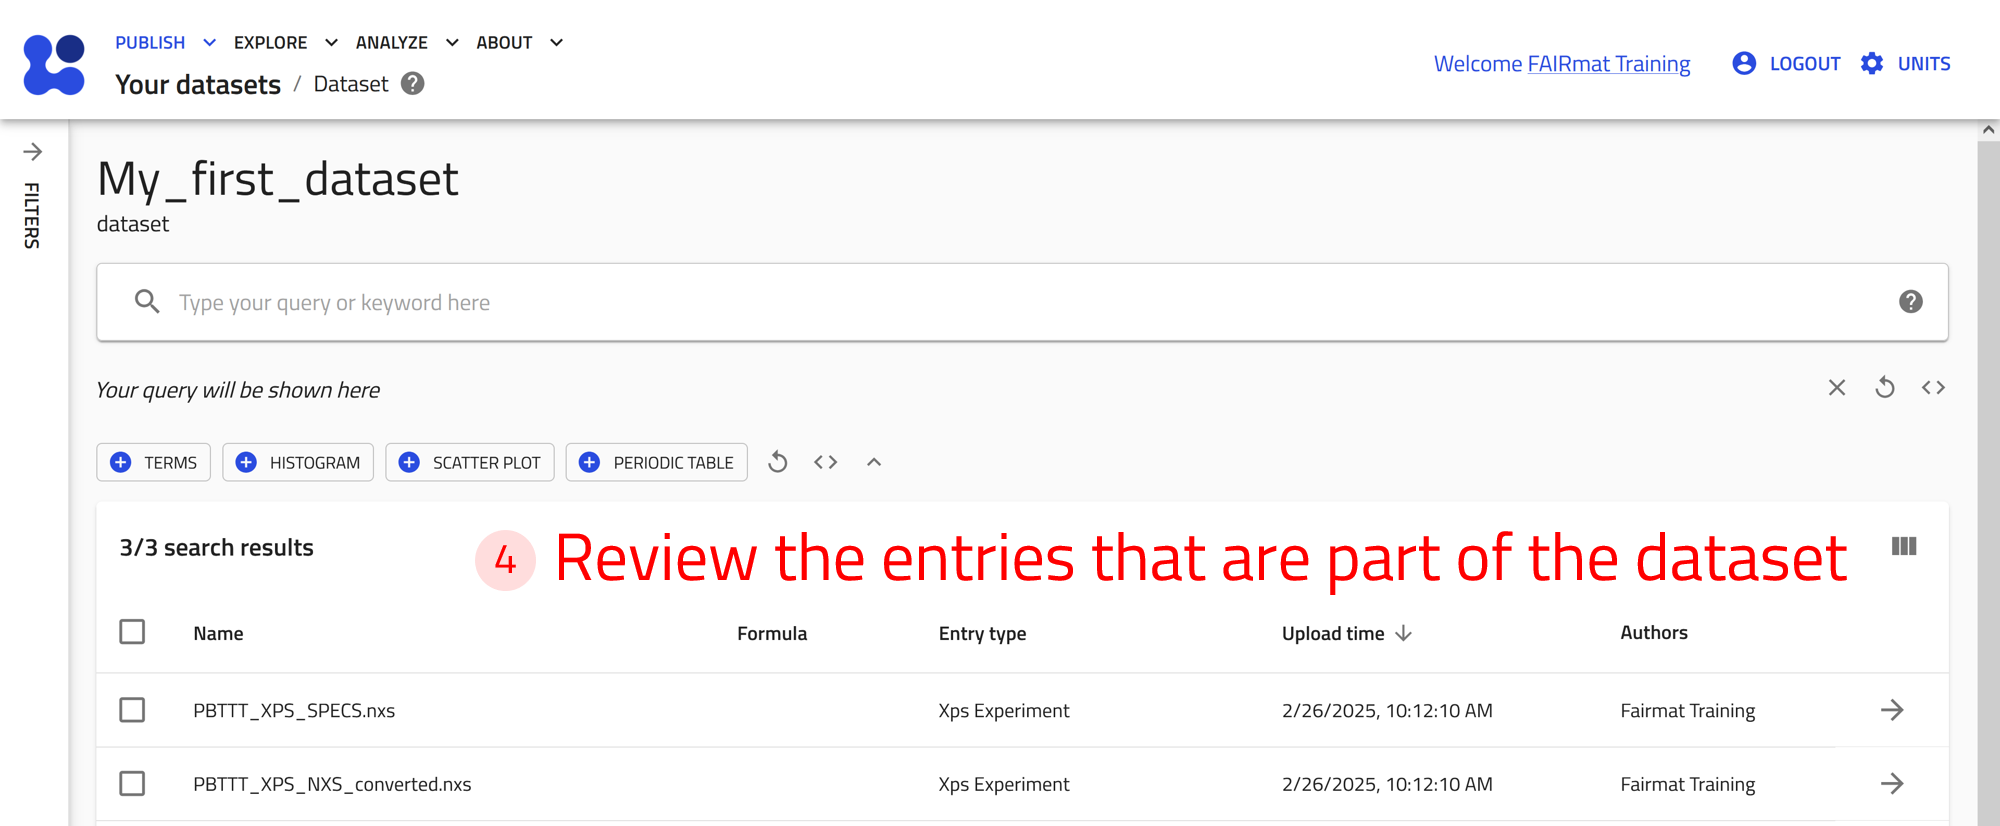 PUBLISH EXPLORE ANALYZE ABOUT
Your datasets / Dataset ?
Welcome FAIRmat Training LOGOUT UNITS
FILTERS
My_first_dataset
dataset
Type your query or keyword here ?
Your query will be shown here
TERMS HISTOGRAM SCATTER PLOT PERIODIC TABLE
3/3 search results
4 Review the entries that are part of the dataset
Name Formula Entry type Upload time Authors
PBTTT_XPS_SPECS.nxs Xps Experiment 2/26/2025, 10:12:10 AM Fairmat Training
PBTTT_XPS_NXS_converted.nxs Xps Experiment 2/26/2025, 10:12:10 AM Fairmat Training